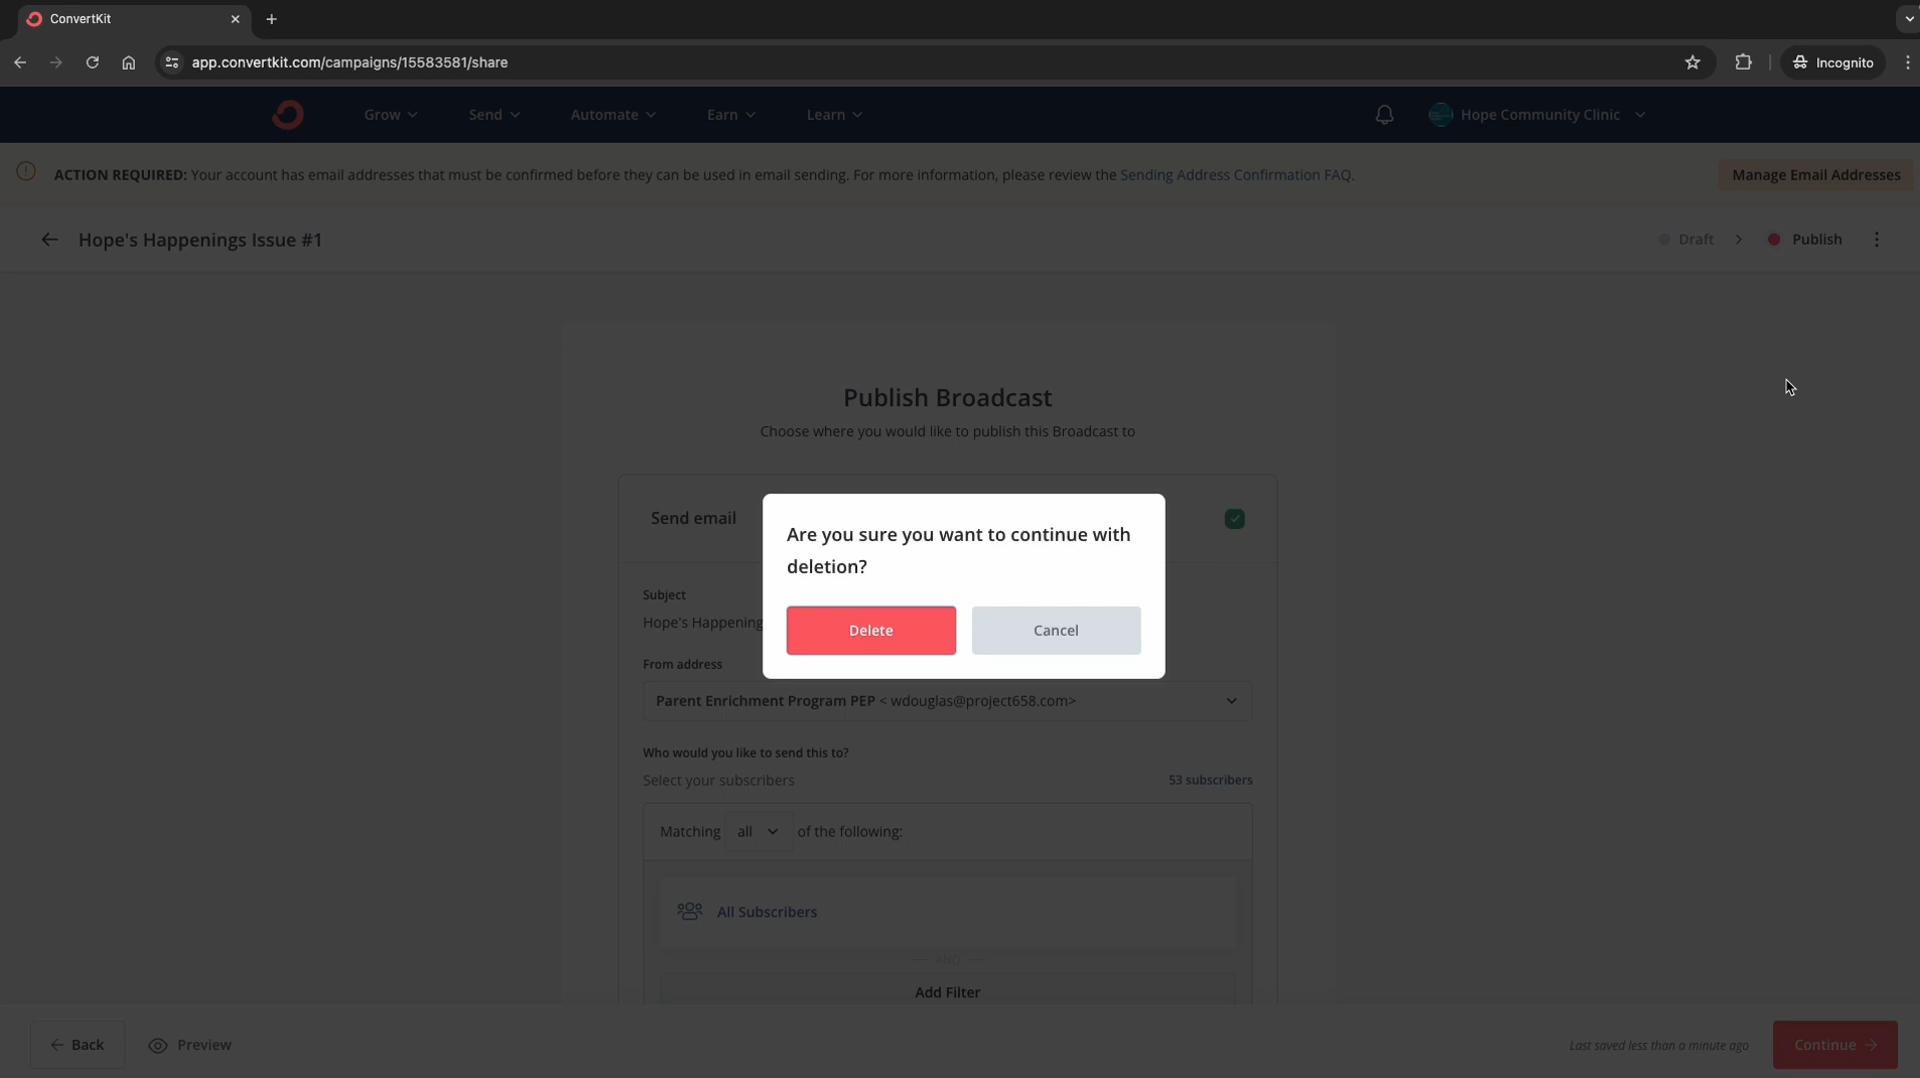 ConvertKit
app.convertkit.com/campaigns/15583581/share
Incognito
Grow
Send
Automate
Earn
Learn
Hope Community Clinic
ACTION REQUIRED: Your account has email addresses that must be confirmed before they can be used in email sending. For more information, please review the Sending Address Confirmation FAQ.
Manage Email Addresses
Hope's Happenings Issue #1
Draft
Publish
Publish Broadcast
Choose where you would like to publish this Broadcast to
Send email
Are you sure you want to continue with
deletion?
Delete
Cancel
Subject
Hope's Happening
From address
Parent Enrichment Program PEP < wdouglas@project658.com>
Who would you like to send this to?
Select your subscribers
53 subscribers
Matching all of the following:
All Subscribers
AND
Add Filter
Back
Preview
Last saved less than a minute ago
Continue